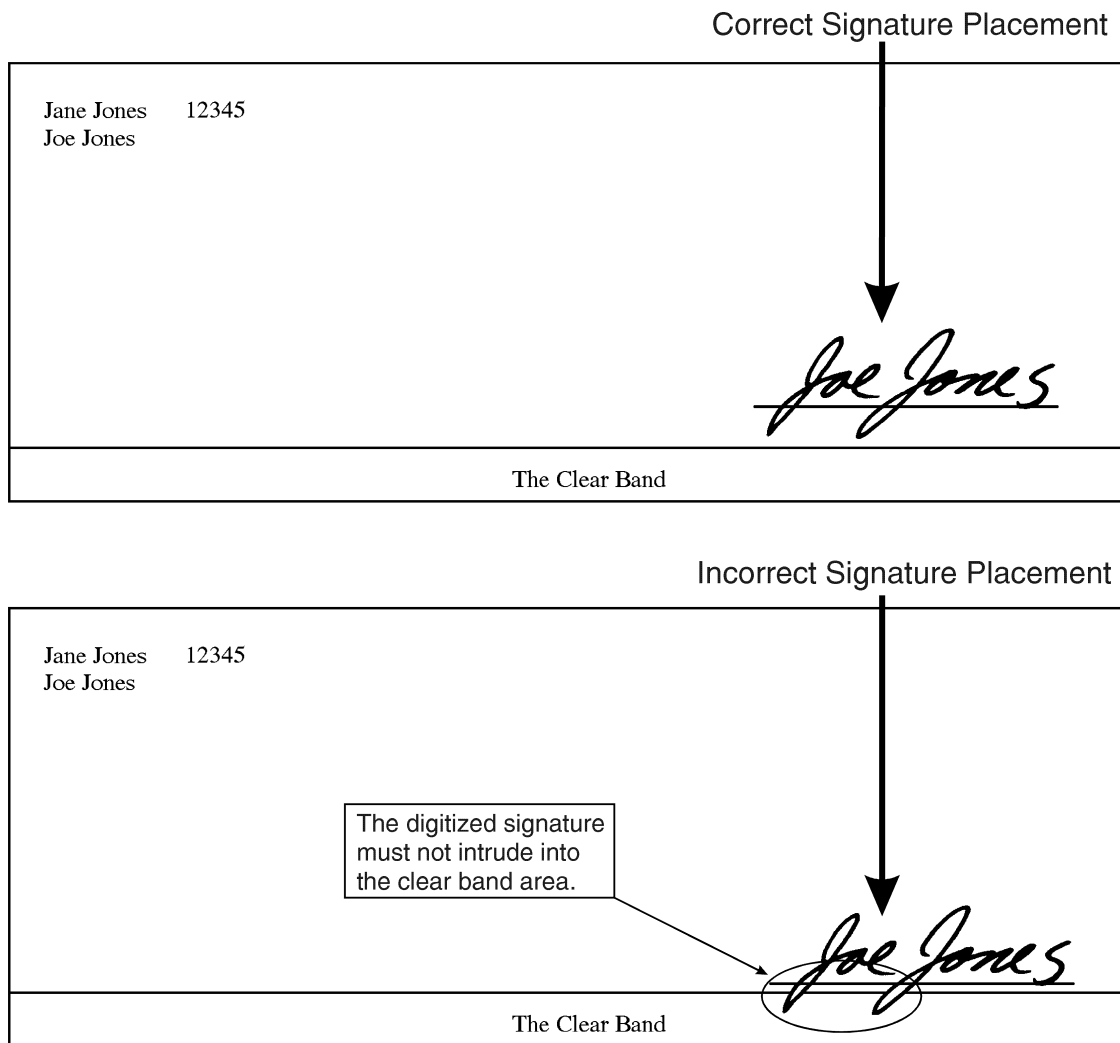 Correct Signature Placement
Jane Jones 12345
Joe Jones
Joe Jones
The Clear Band
Incorrect Signature Placement
Jane Jones 12345
Joe Jones
The digitized signature
must not intrude into
the clear band area.
Joe Jones
The Clear Band